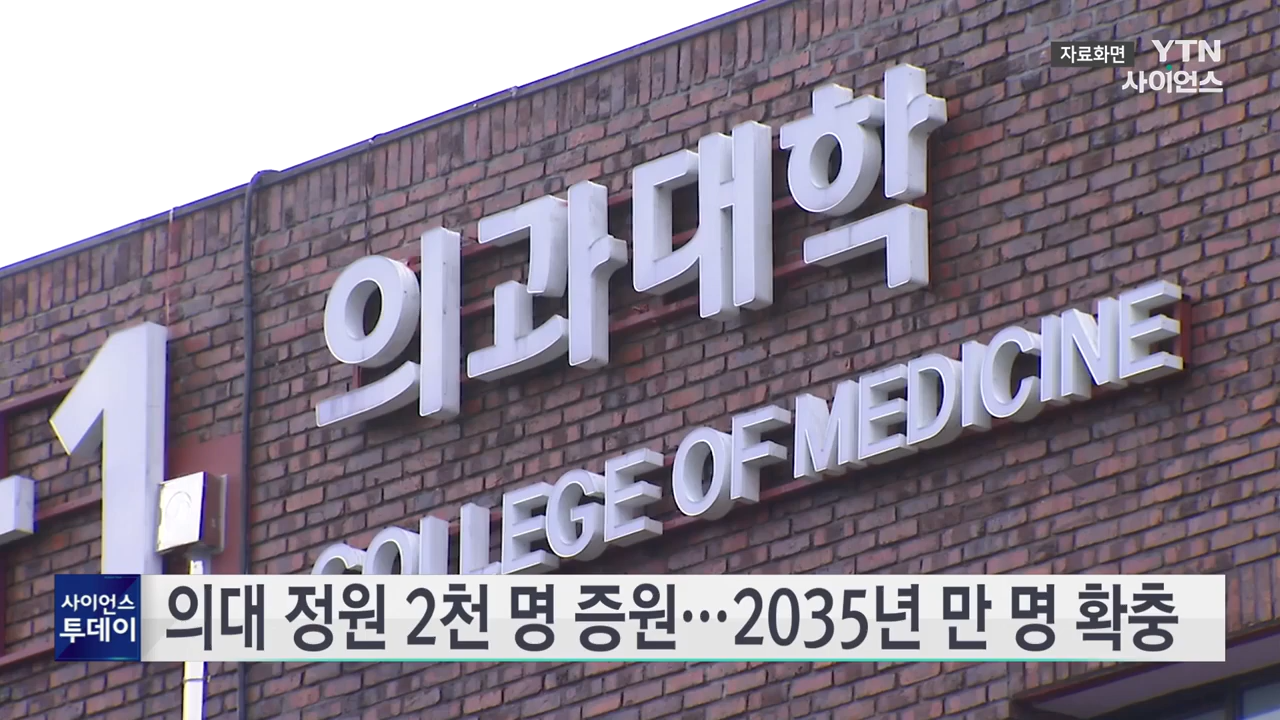 자료화면
YTN
사이언스
의과대학
-1
COLLEGE OF MEDICINE
사이언스
투데이
의대 정원 2천 명 증원…2035년 만 명 확충